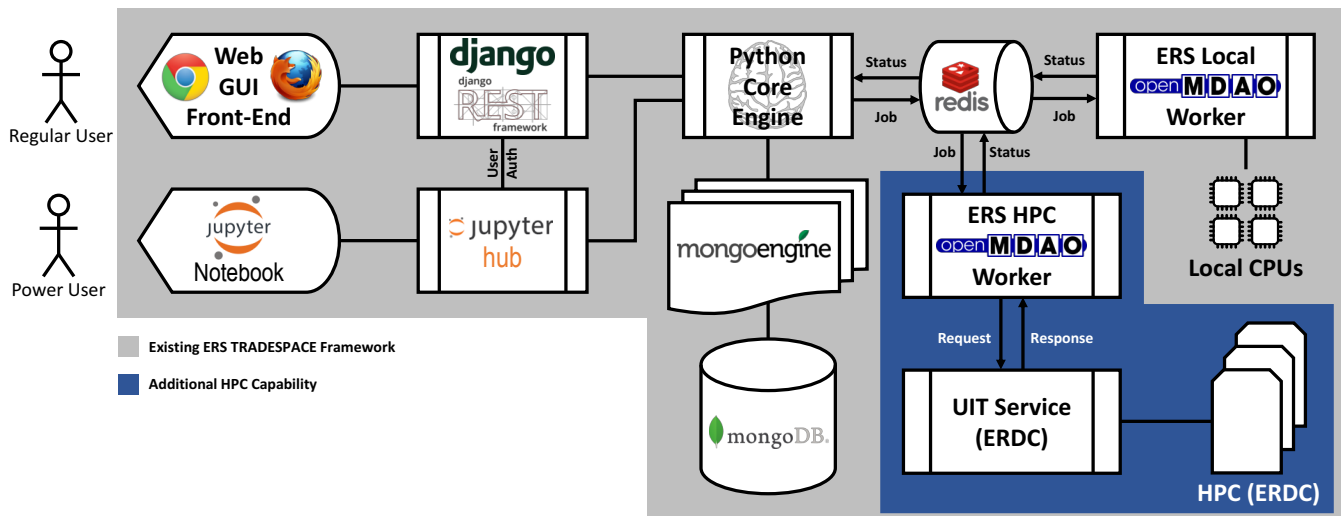 Regular User
Web
GUI
Front-End
django
django
REST
framework
Python
Core
Engine
Status
Job
redis
Status
Job
ERS Local
openMDAO
Worker
User
Auth
Job
Status
Power User
jupyter
Notebook
jupyter
hub
mongoengine
ERS HPC
openMDAO
Worker
Local CPUs
Existing ERS TRADESPACE Framework
Additional HPC Capability
Request
Response
mongoDB.
UIT Service
(ERDC)
HPC (ERDC)